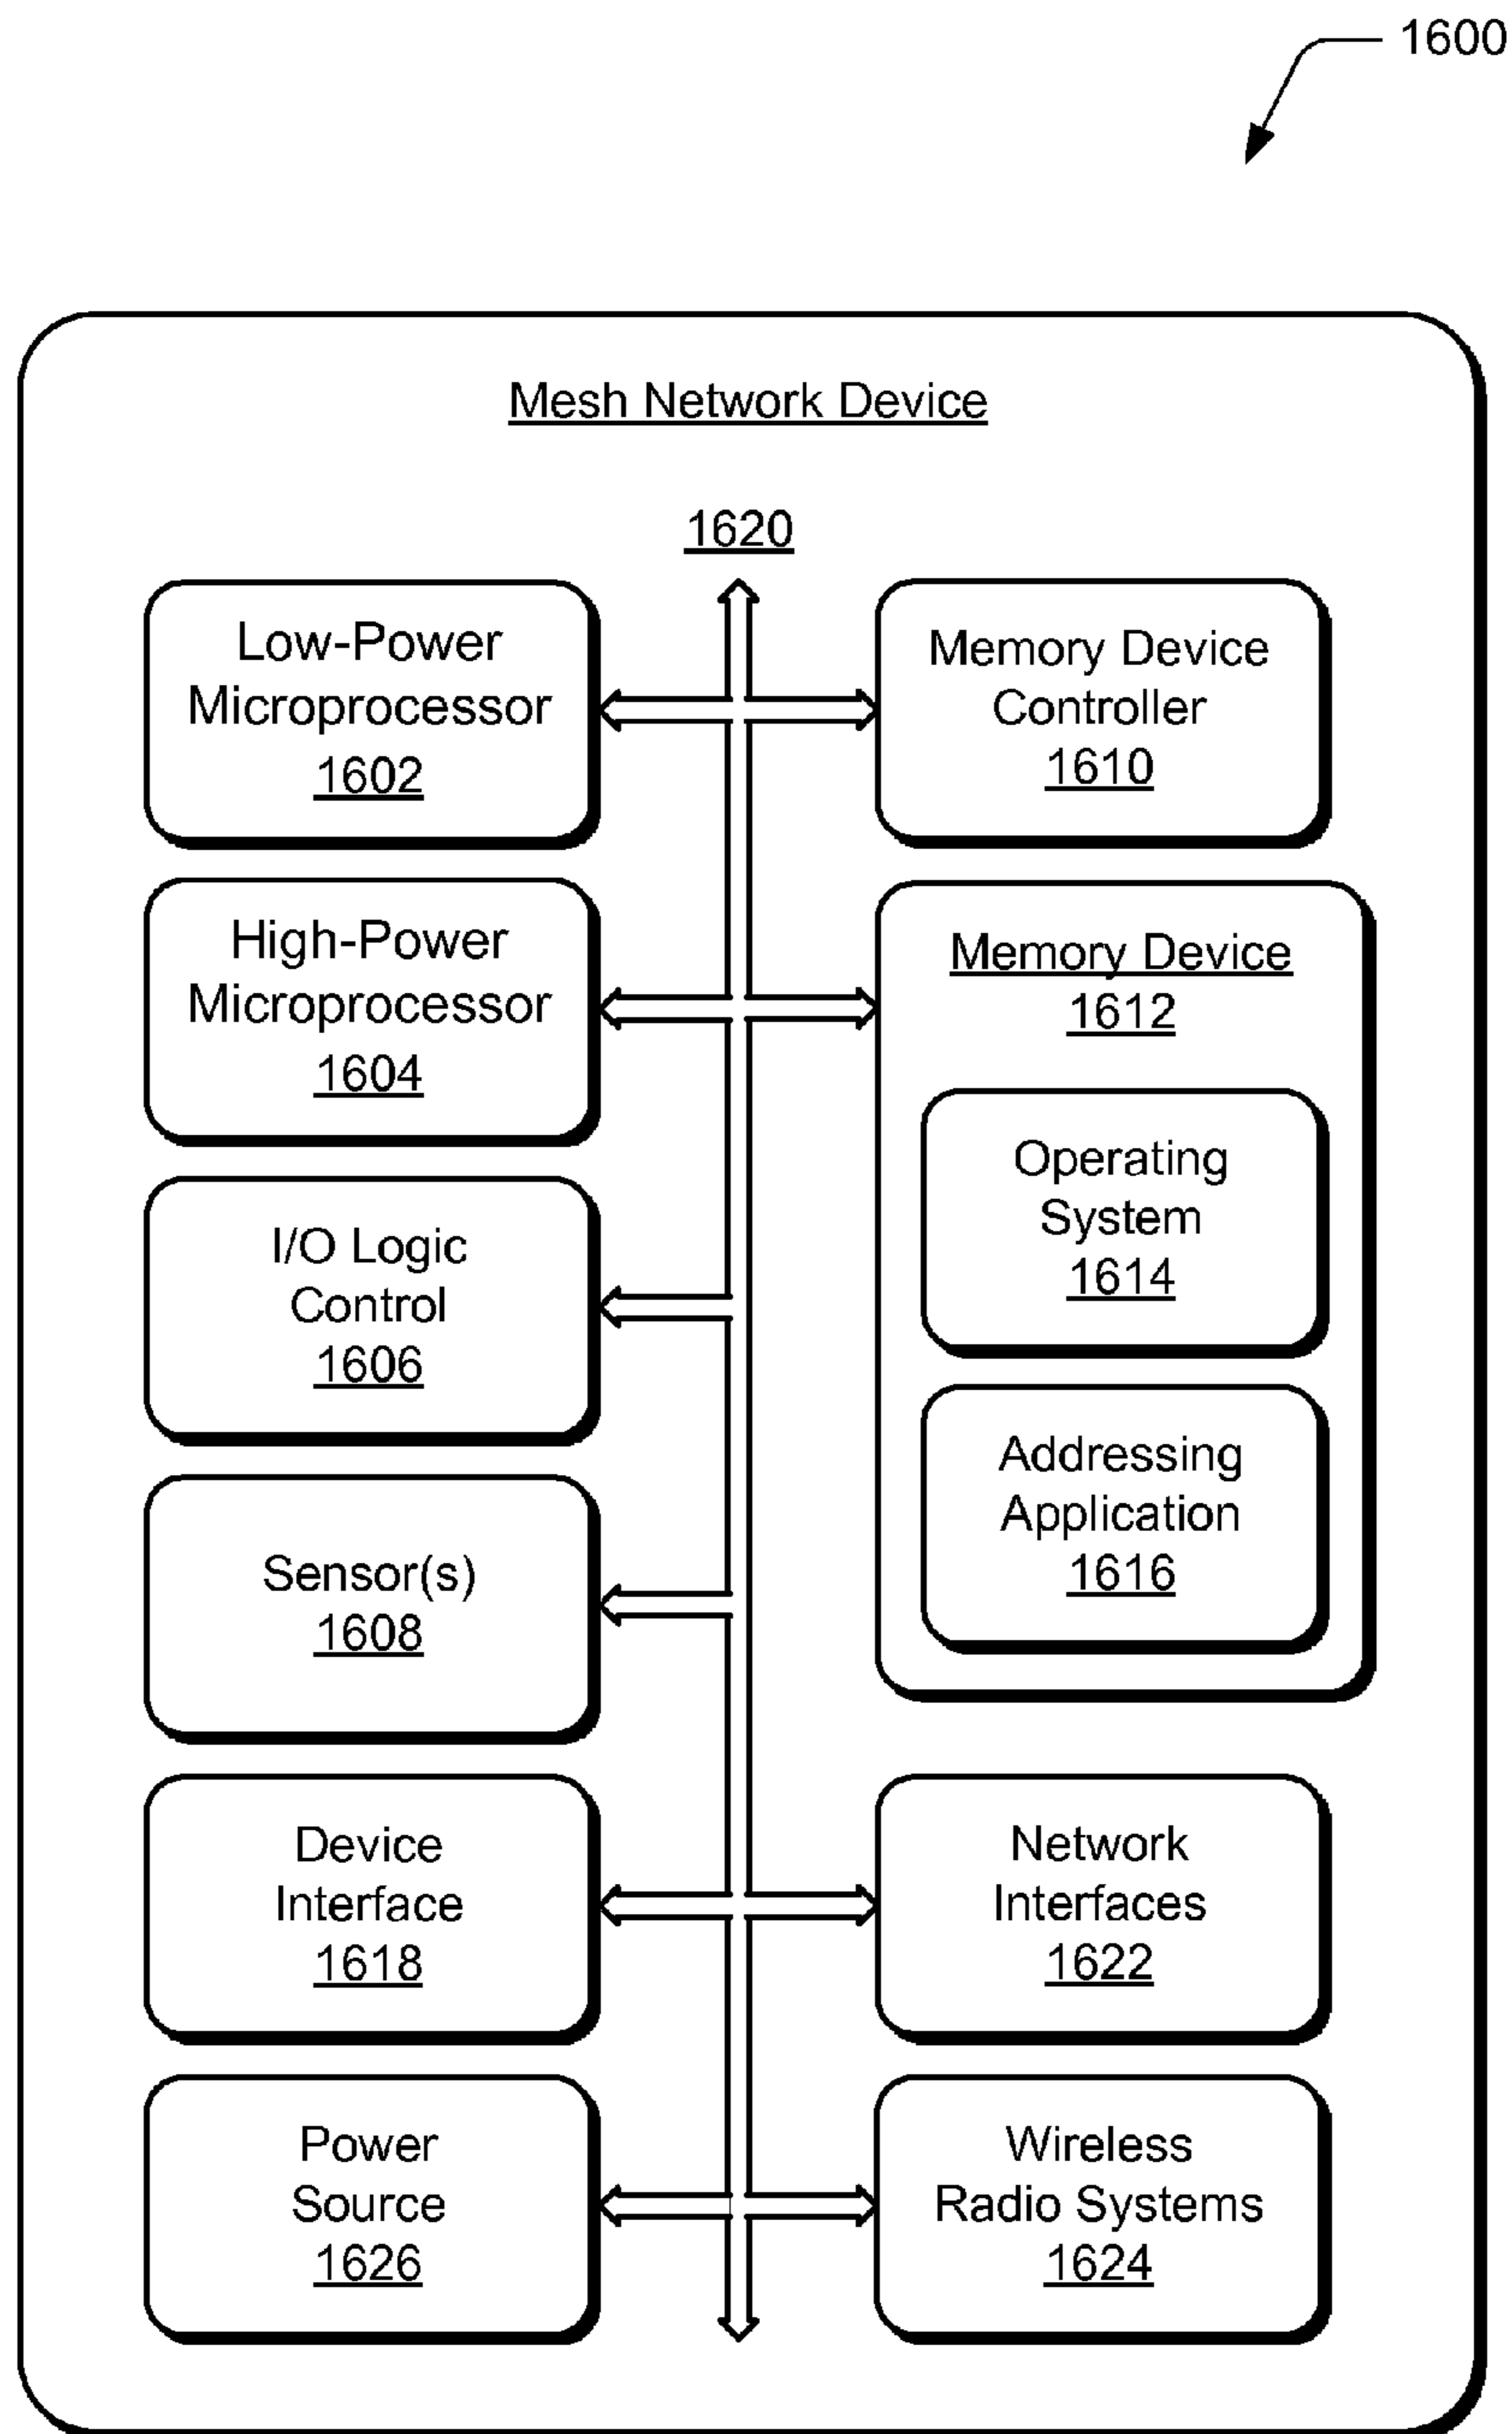 1600
Mesh Network Device
1620
Low-Power
Microprocessor
1602
Memory Device
Controller
1610
High-Power
Microprocessor
1604
Memory Device
1612
Operating
System
1614
I/O Logic
Control
1606
Addressing
Application
1616
Sensor(s)
1608
Device
Interface
1618
Network
Interfaces
1622
Power
Source
1626
Wireless
Radio Systems
1624